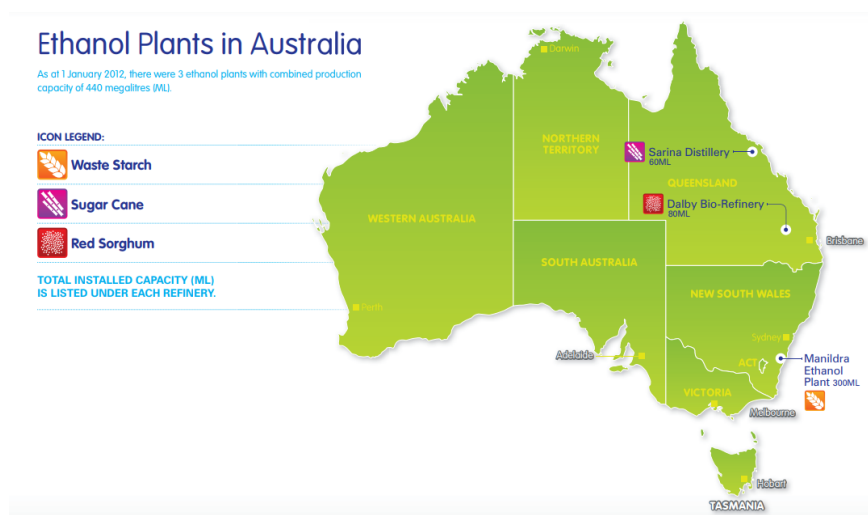 Ethanol Plants in Australia
As at 1 January 2012, there were 3 ethanol plants with combined production
capacity of 440 megalitres (ML).
ICON LEGEND:
Waste Starch
Sugar Cane
Red Sorghum
TOTAL INSTALLED CAPACITY (ML)
IS LISTED UNDER EACH REFINERY.
Darwin
NORTHERN
TERRITORY
Sarina Distillery
60ML
QUEENSLAND
Dalby Bio-Refinery
80ML
WESTERN AUSTRALIA
Brisbane
SOUTH AUSTRALIA
NEW SOUTH WALES
Perth
Sydney
Adelaide
ACT
Manildra
Ethanol
Plant 300ML
VICTORIA
Melbourne
Hobart
TASMANIA